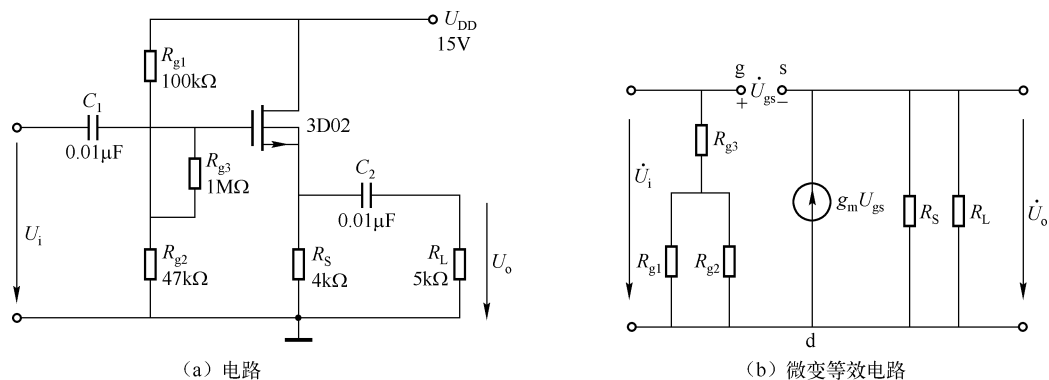 U_DD
15V
R_g1
100kΩ
C_1
0.01μF
3D02
R_g3
1MΩ
C_2
0.01μF
U_i
R_g2
47kΩ
R_S
4kΩ
R_L
5kΩ
U_o
（a）电路
g
U̇_gs
s
+
−
R_g3
U̇_i
g_mU_gs
R_S
R_L
U̇_o
R_g1
R_g2
d
（b）微变等效电路